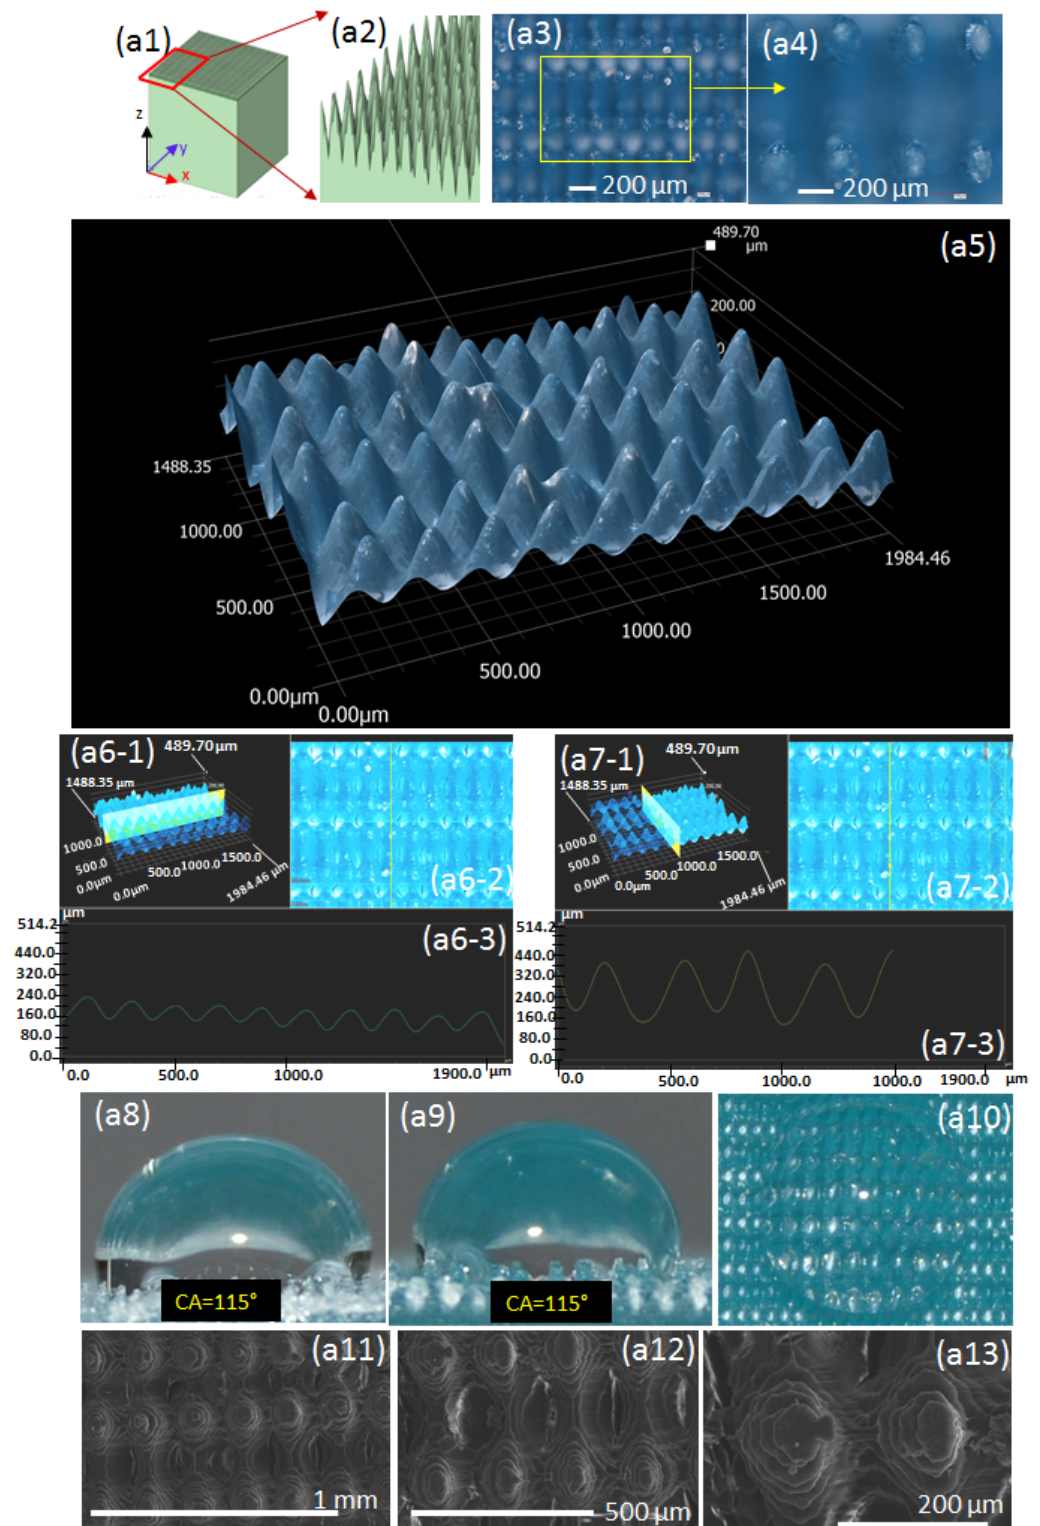 (a1)
(a2)
(a3)
(a4)
z
y
x
200 µm
200 µm
(a5)
489.70
µm
200.00
1488.35
1000.00
500.00
0.00µm
0.00µm
500.00
1000.00
1500.00
1984.46
(a6-1)
489.70 µm
1488.35 µm
1000.0
500.0
0.0µm
0.0µm
500.0
1000.0
1500.0
1984.46 µm
(a6-2)
(a7-1)
489.70 µm
1488.35 µm
1000.0
500.0
0.0µm
0.0µm
500.0
1000.0
1500.0
1984.46 µm
(a7-2)
µm
514.2
440.0
320.0
240.0
160.0
80.0
0.0
(a6-3)
0.0 500.0 1000.0 1900.0 µm
µm
514.2
440.0
320.0
240.0
160.0
80.0
0.0
(a7-3)
0.0 500.0 1000.0 1000.0 1900.0 µm
(a8)
CA=115°
(a9)
CA=115°
(a10)
(a11)
1 mm
(a12)
500 µm
(a13)
200 µm